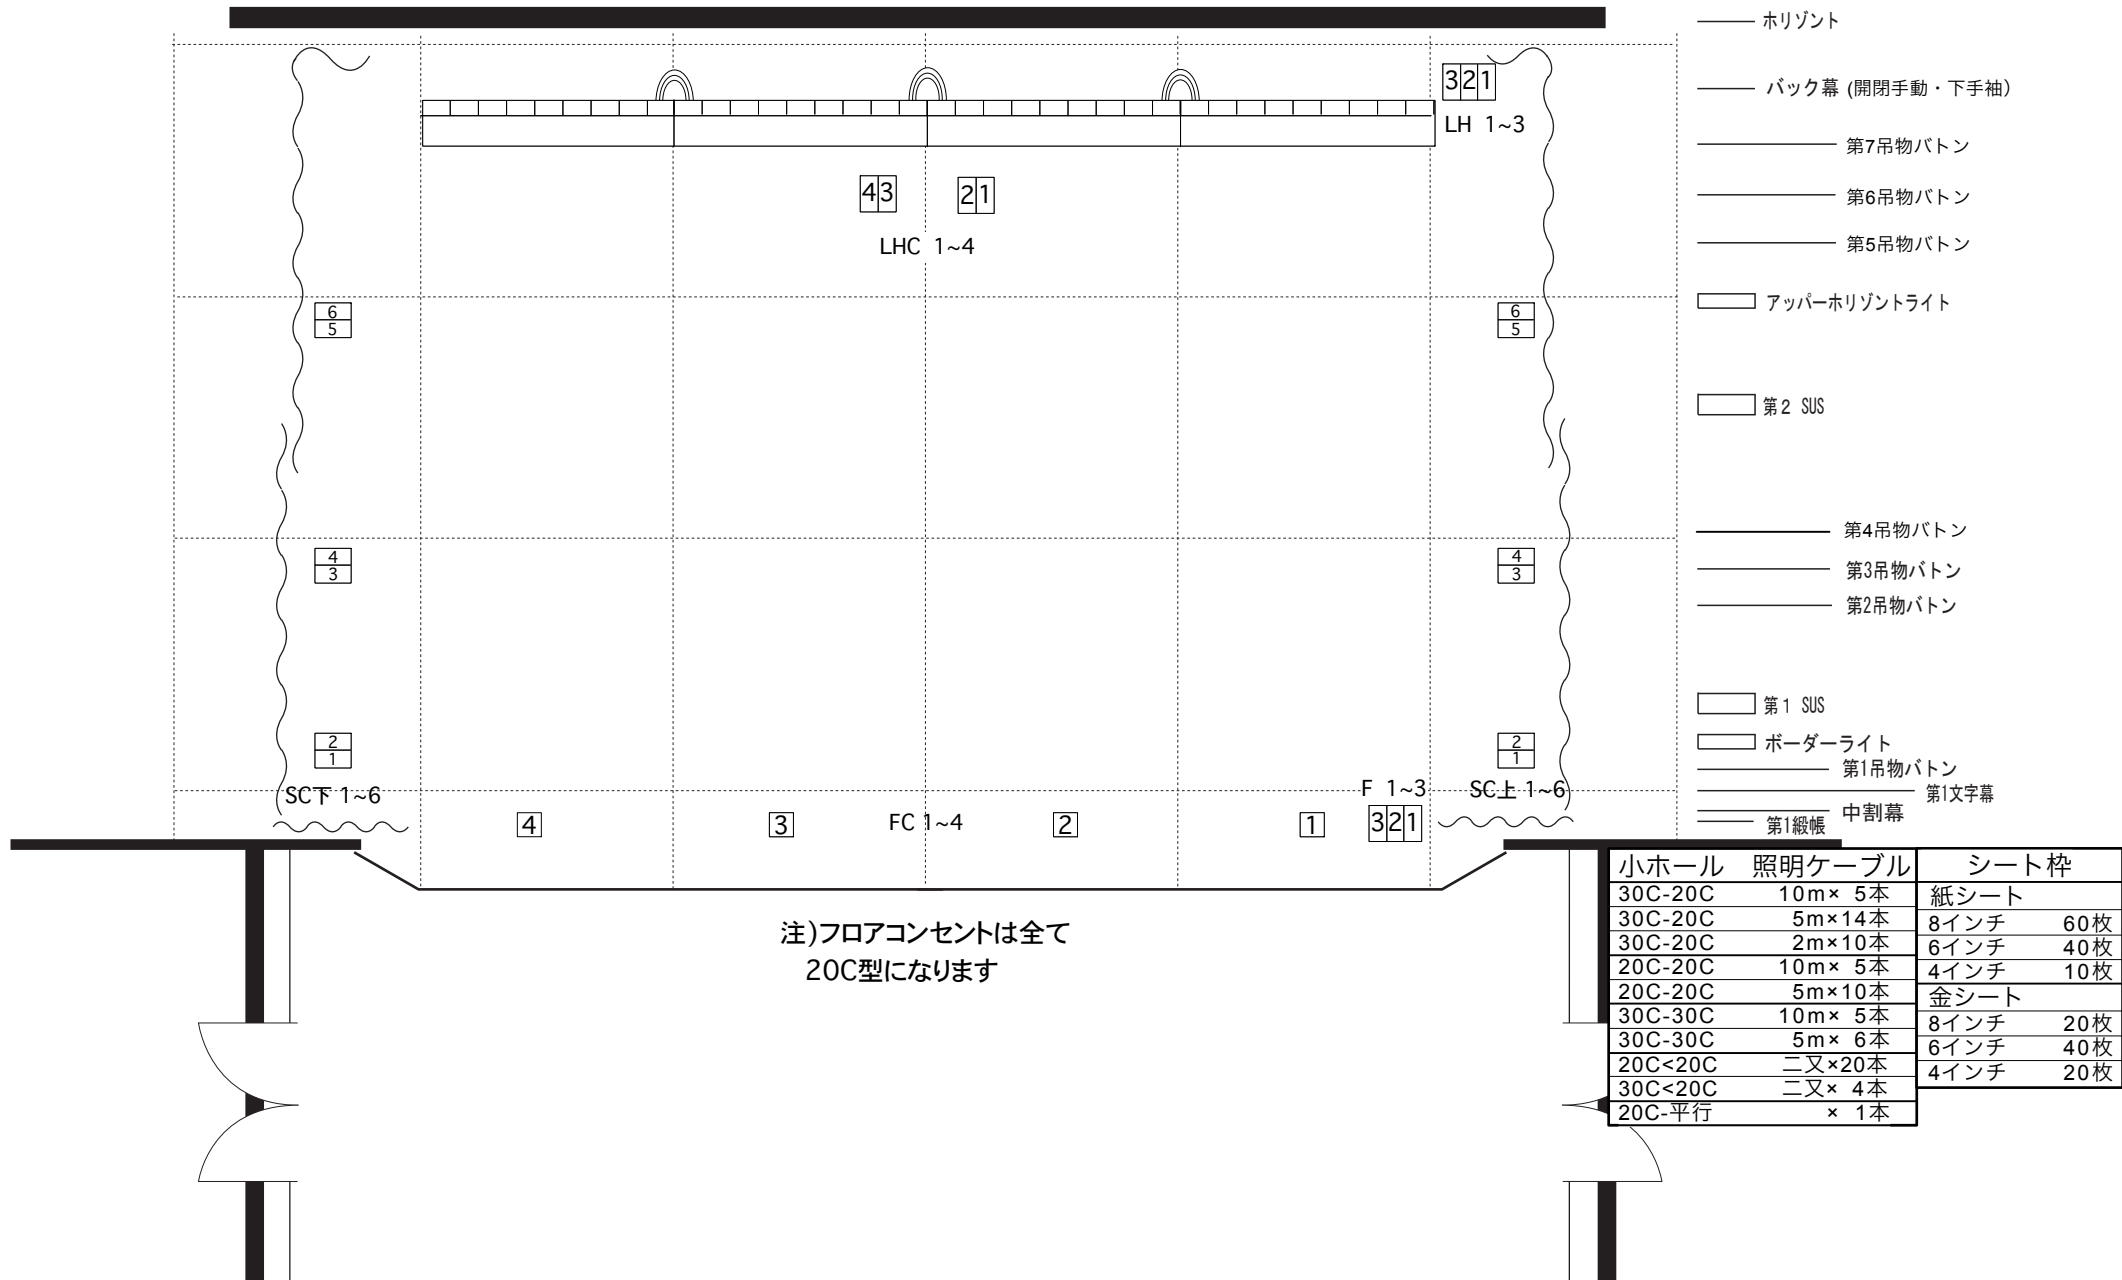 ホリゾント
321
LH 1~3
バック幕 (開閉手動・下手袖)
第7吊物バトン
43
21
第6吊物バトン
LHC 1~4
第5吊物バトン
6
5
6
5
アッパーホリゾントライト
第2 SUS
第4吊物バトン
4
3
4
3
第3吊物バトン
第2吊物バトン
第1 SUS
2
1
2
1
ボーダーライト
第1吊物バトン
SC下 1~6
F 1~3
SC上 1~6
第1文字幕
中割幕
第1緞帳
4
3
FC 1~4
2
1
321
注)フロアコンセントは全て
20C型になります
小ホール 照明ケーブル
30C-20C 10m× 5本
30C-20C 5m×14本
30C-20C 2m×10本
20C-20C 10m× 5本
20C-20C 5m×10本
30C-30C 10m× 5本
30C-30C 5m× 6本
20C<20C 二又×20本
30C<20C 二又× 4本
20C-平行 × 1本
シート枠
紙シート
8インチ 60枚
6インチ 40枚
4インチ 10枚
金シート
8インチ 20枚
6インチ 40枚
4インチ 20枚